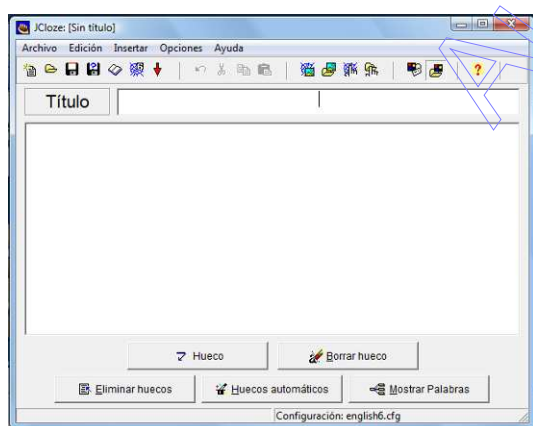 JCloze: [Sin título]
Archivo Edición Insertar Opciones Ayuda
Título
Hueco
Borrar hueco
Eliminar huecos
Huecos automáticos
Mostrar Palabras
Configuración: english6.cfg